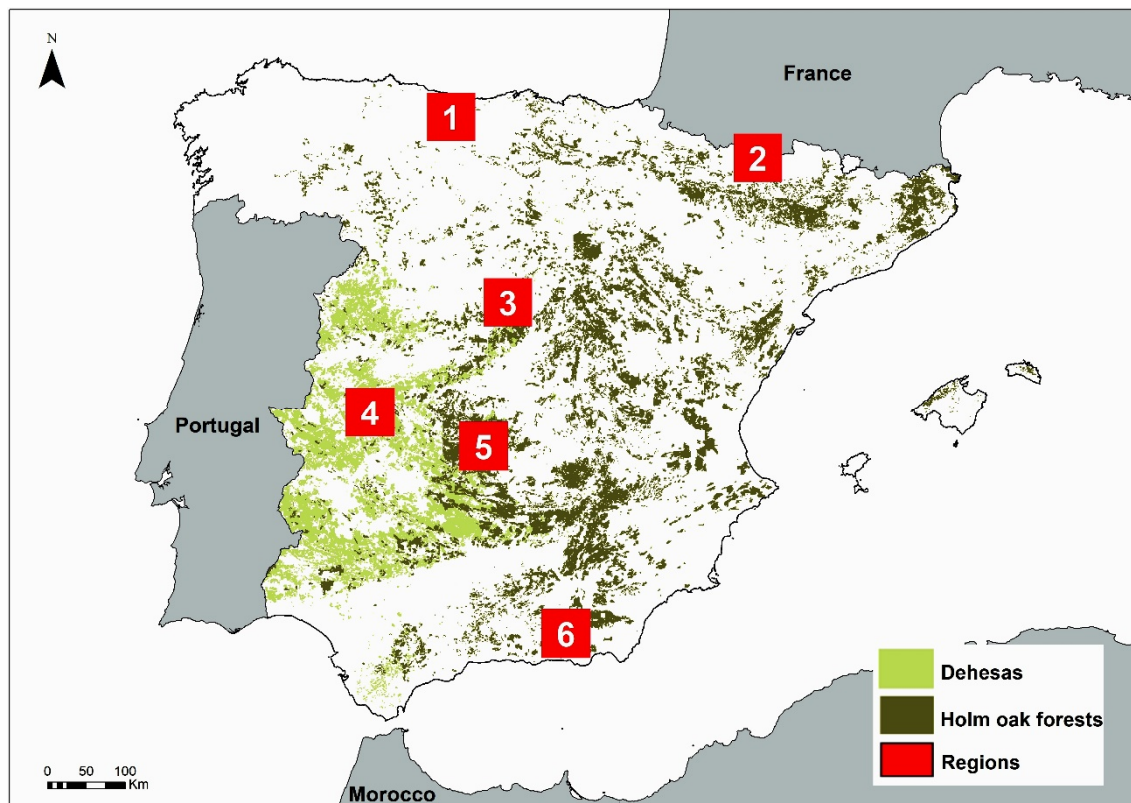 N
France
1
2
3
Portugal
4
5
6
Dehesas
Holm oak forests
Regions
0 50 100
Km
Morocco